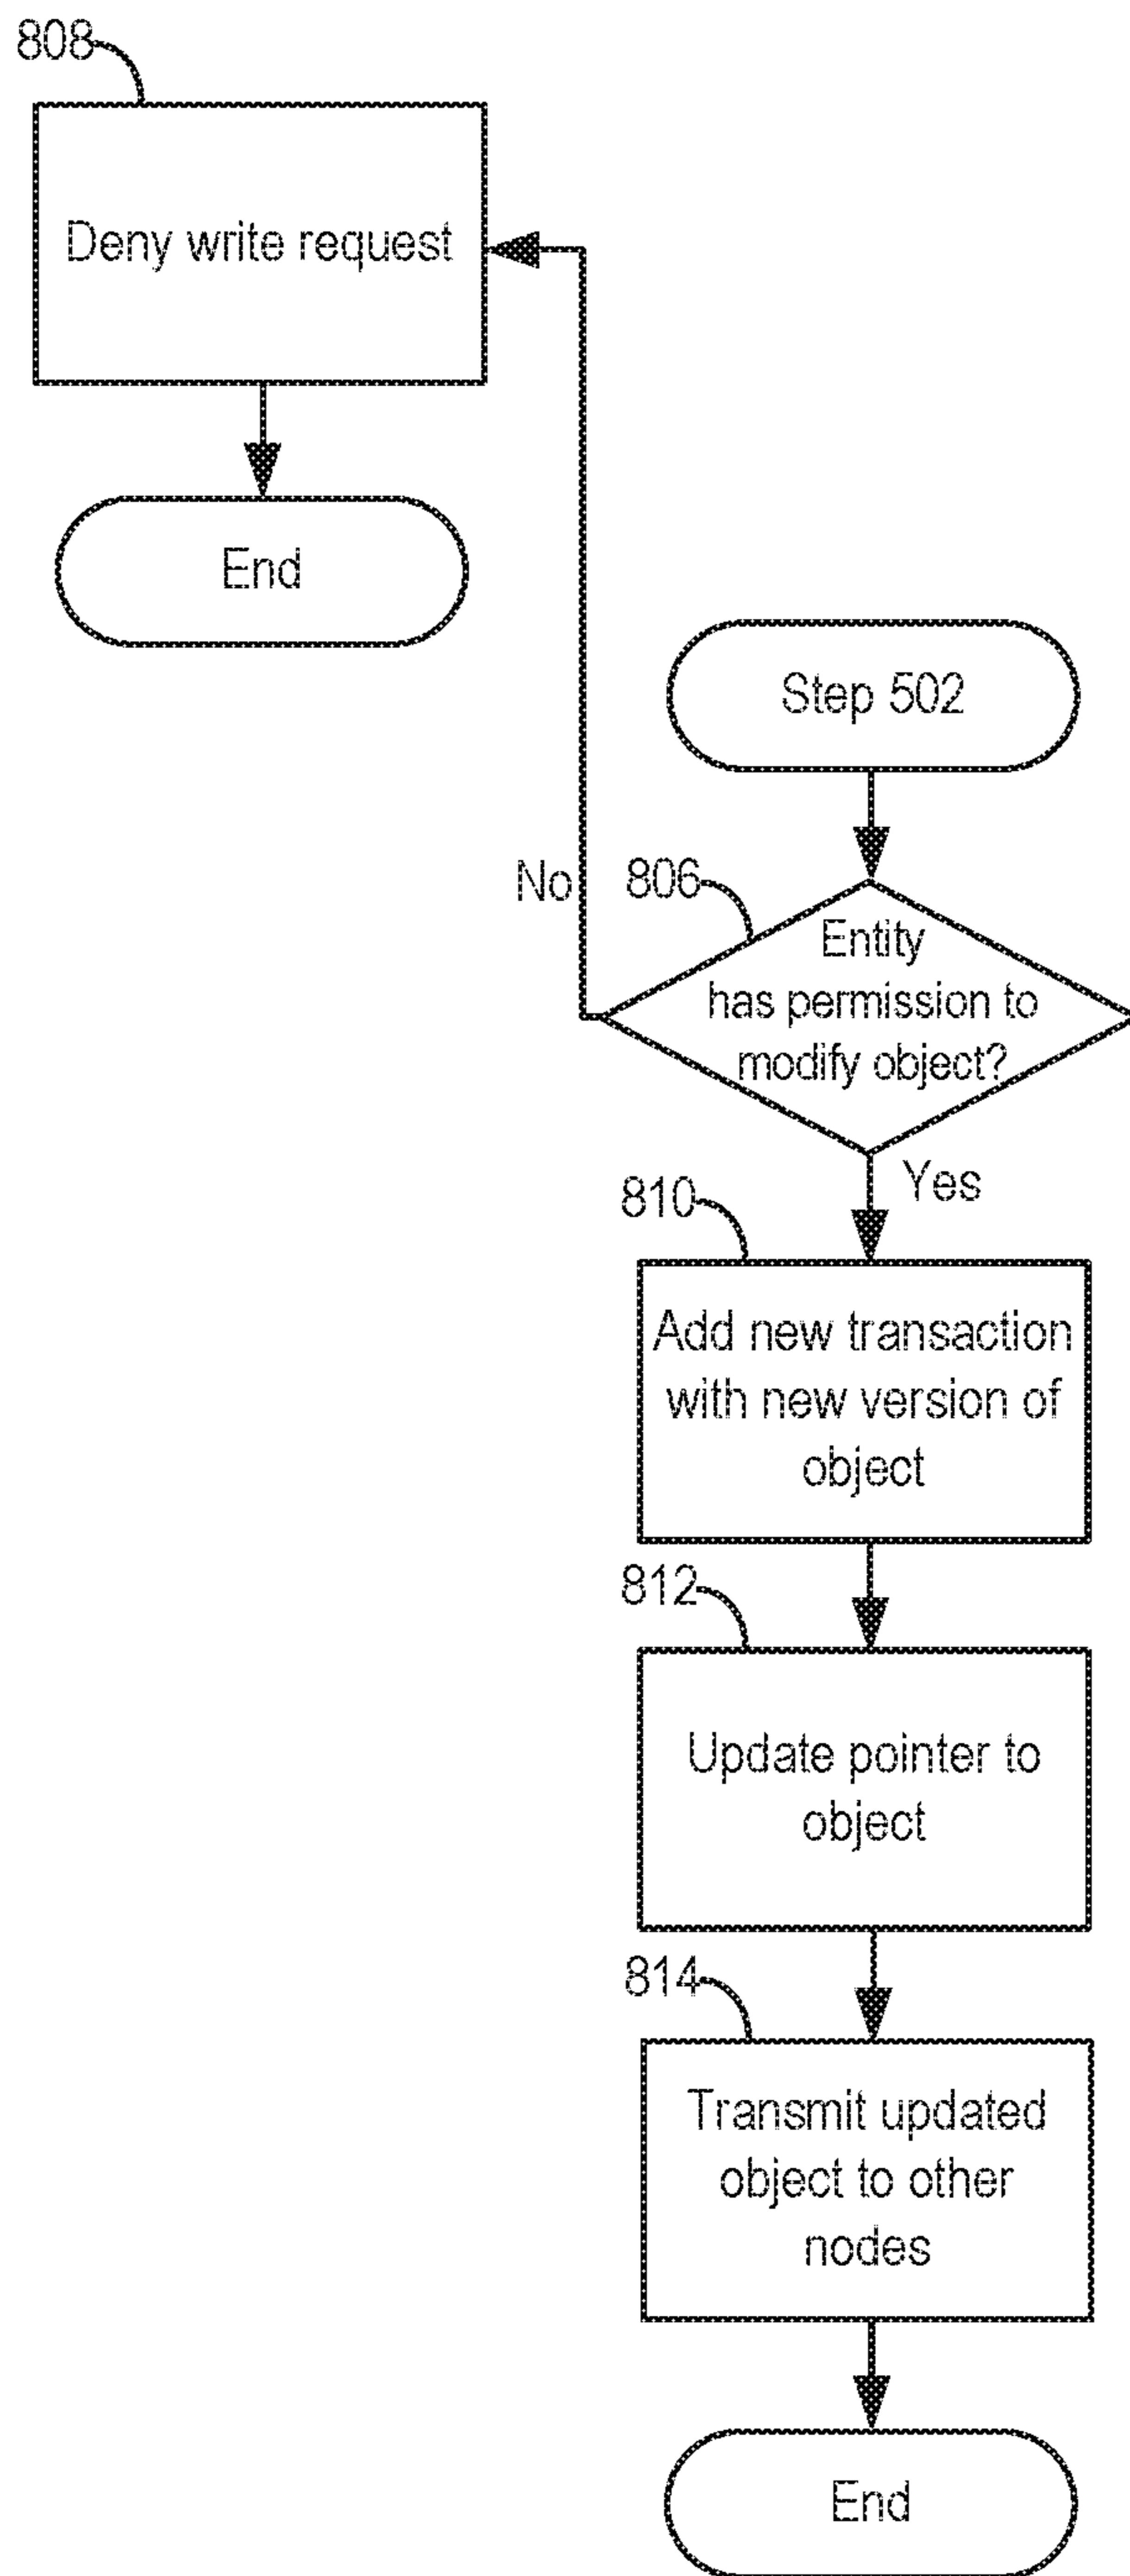 808
Deny write request
End
Step 502
No
806
Entity
has permission to
modify object?
Yes
810
Add new transaction
with new version of
object
812
Update pointer to
object
814
Transmit updated
object to other
nodes
End